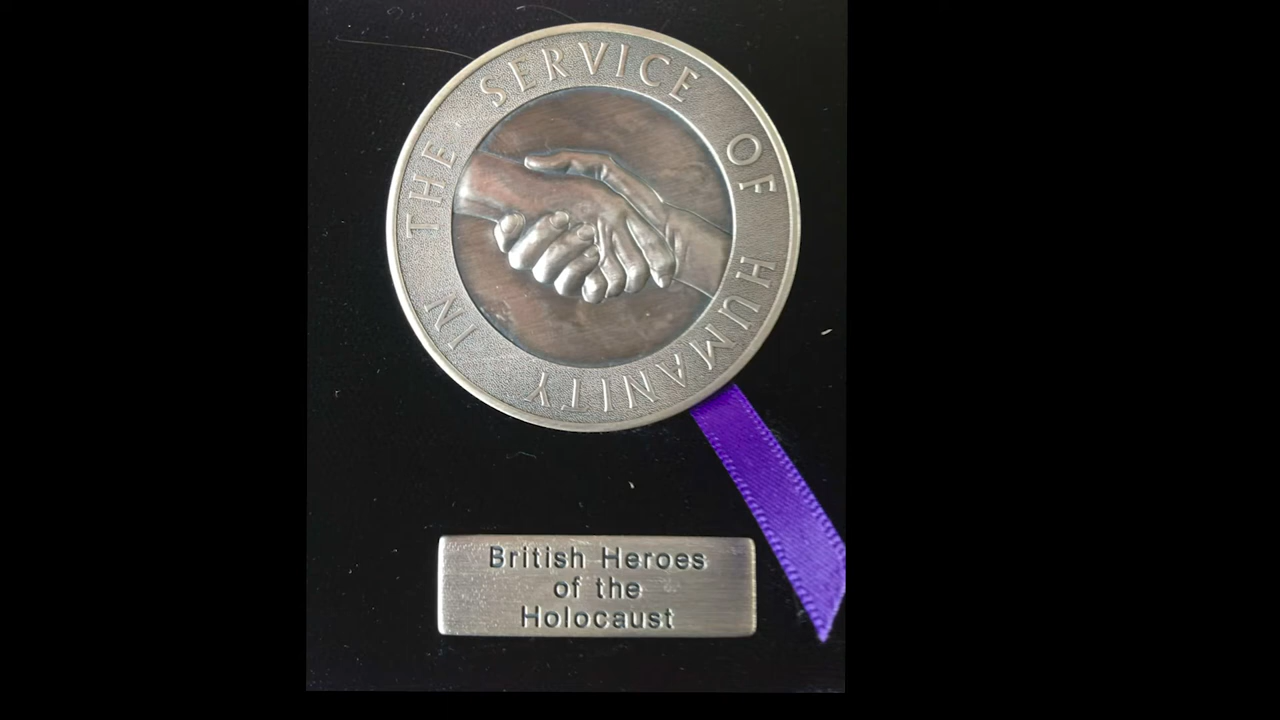 IN THE SERVICE OF HUMANITY
British Heroes
of the
Holocaust